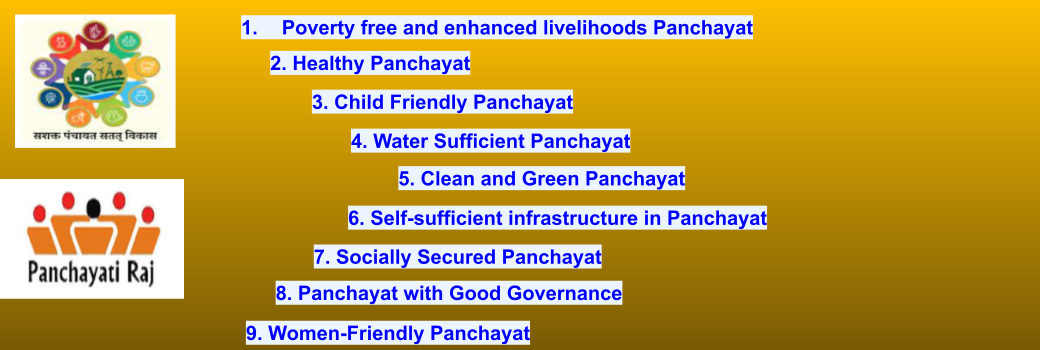 1. Poverty free and enhanced livelihoods Panchayat
2. Healthy Panchayat
3. Child Friendly Panchayat
4. Water Sufficient Panchayat
5. Clean and Green Panchayat
6. Self-sufficient infrastructure in Panchayat
7. Socially Secured Panchayat
8. Panchayat with Good Governance
9. Women-Friendly Panchayat
सशक्त पंचायत सतत् विकास
Panchayati Raj